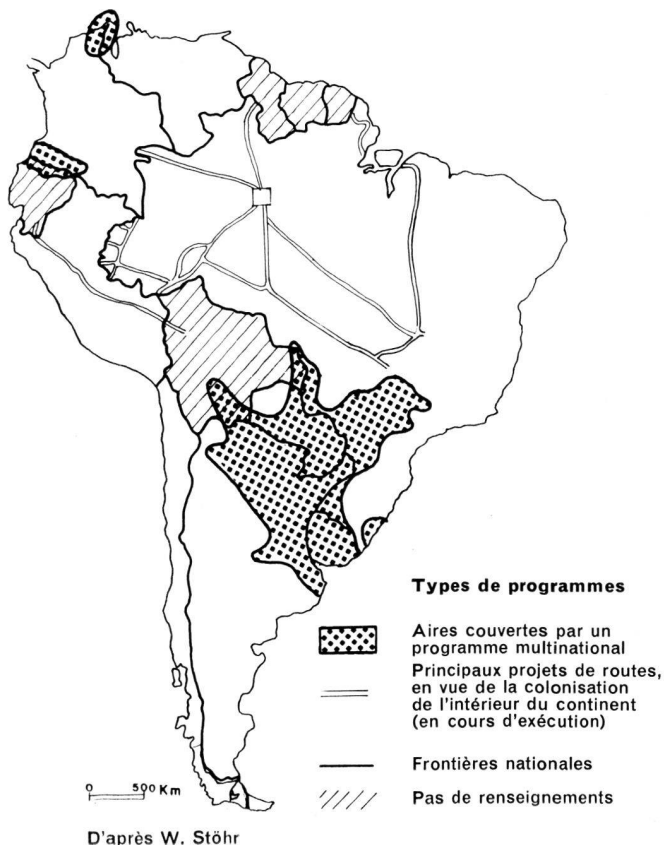 Types de programmes
Aires couvertes par un
programme multinational
Principaux projets de routes,
en vue de la colonisation
de l'intérieur du continent
(en cours d'exécution)
Frontières nationales
Pas de renseignements
0 500 Km
D'après W. Stöhr